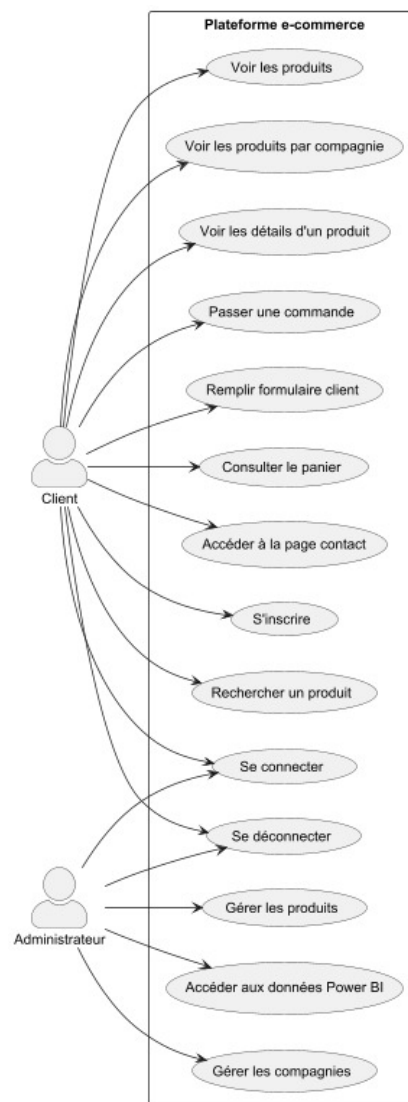 Plateforme e-commerce
Voir les produits
Voir les produits par compagnie
Voir les détails d'un produit
Passer une commande
Remplir formulaire client
Consulter le panier
Client
Accéder à la page contact
S'inscrire
Rechercher un produit
Se connecter
Se déconnecter
Gérer les produits
Administrateur
Accéder aux données Power BI
Gérer les compagnies